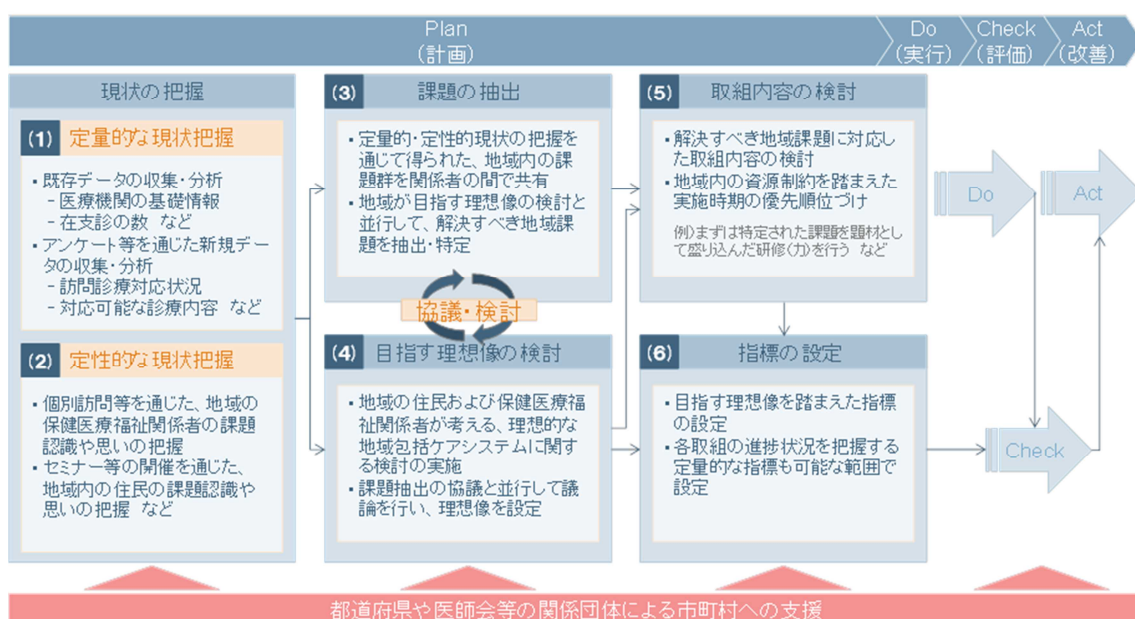 Plan
(計画)
Do
(実行)
Check
(評価)
Act
(改善)
現状の把握
(1) 定量的な現状把握
・既存データの収集・分析
－医療機関の基礎情報
－在支診の数 など
・アンケート等を通じた新規デー
タの収集・分析
－訪問診療対応状況
－対応可能な診療内容 など
(2) 定性的な現状把握
・個別訪問等を通じた、地域の
保健医療福祉関係者の課題
認識や思いの把握
・セミナー等の開催を通じた、
地域内の住民の課題認識や
思いの把握 など
(3) 課題の抽出
・定量的・定性的現状の把握を
通じて得られた、地域内の課
題群を関係者の間で共有
・地域が目指す理想像の検討と
並行して、解決すべき地域課
題を抽出・特定
協議・検討
(4) 目指す理想像の検討
・地域の住民および保健医療福
祉関係者が考える、理想的な
地域包括ケアシステムに関す
る検討の実施
・課題抽出の協議と並行して議
論を行い、理想像を設定
(5) 取組内容の検討
・解決すべき地域課題に対応し
た取組内容の検討
・地域内の資源制約を踏まえた
実施時期の優先順位づけ
例)まずは特定された課題を題材とし
て盛り込んだ研修(力)を行う など
(6) 指標の設定
・目指す理想像を踏まえた指標
の設定
・各取組の進捗状況を把握する
定量的な指標も可能な範囲で
設定
Do
Act
Check
都道府県や医師会等の関係団体による市町村への支援